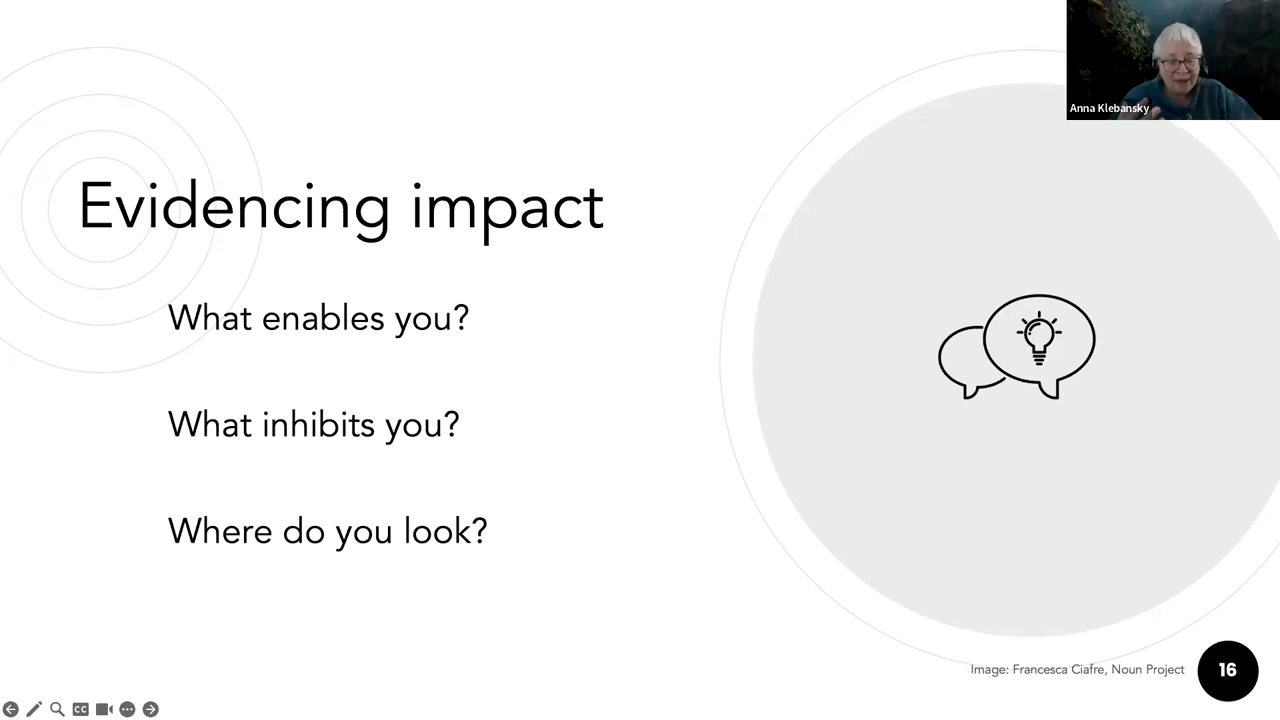 Anna Klebansky
Evidencing impact
What enables you?
What inhibits you?
Where do you look?
Image: Francesca Ciafre, Noun Project
16
CC